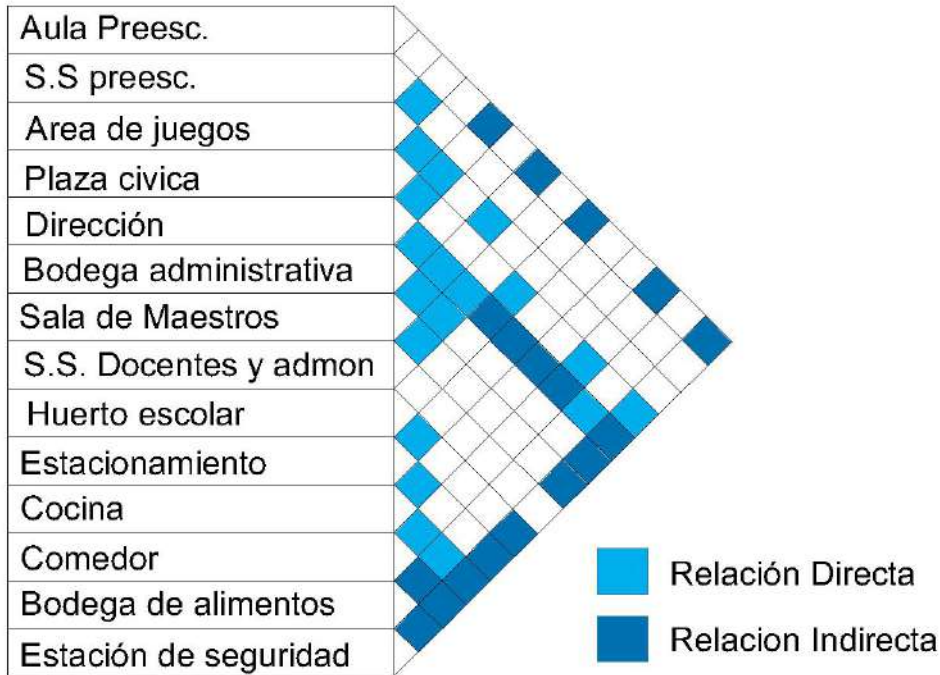 Aula Preesc.
S.S preesc.
Area de juegos
Plaza civica
Dirección
Bodega administrativa
Sala de Maestros
S.S. Docentes y admon
Huerto escolar
Estacionamiento
Cocina
Comedor
Bodega de alimentos
Estación de seguridad
Relación Directa
Relacion Indirecta